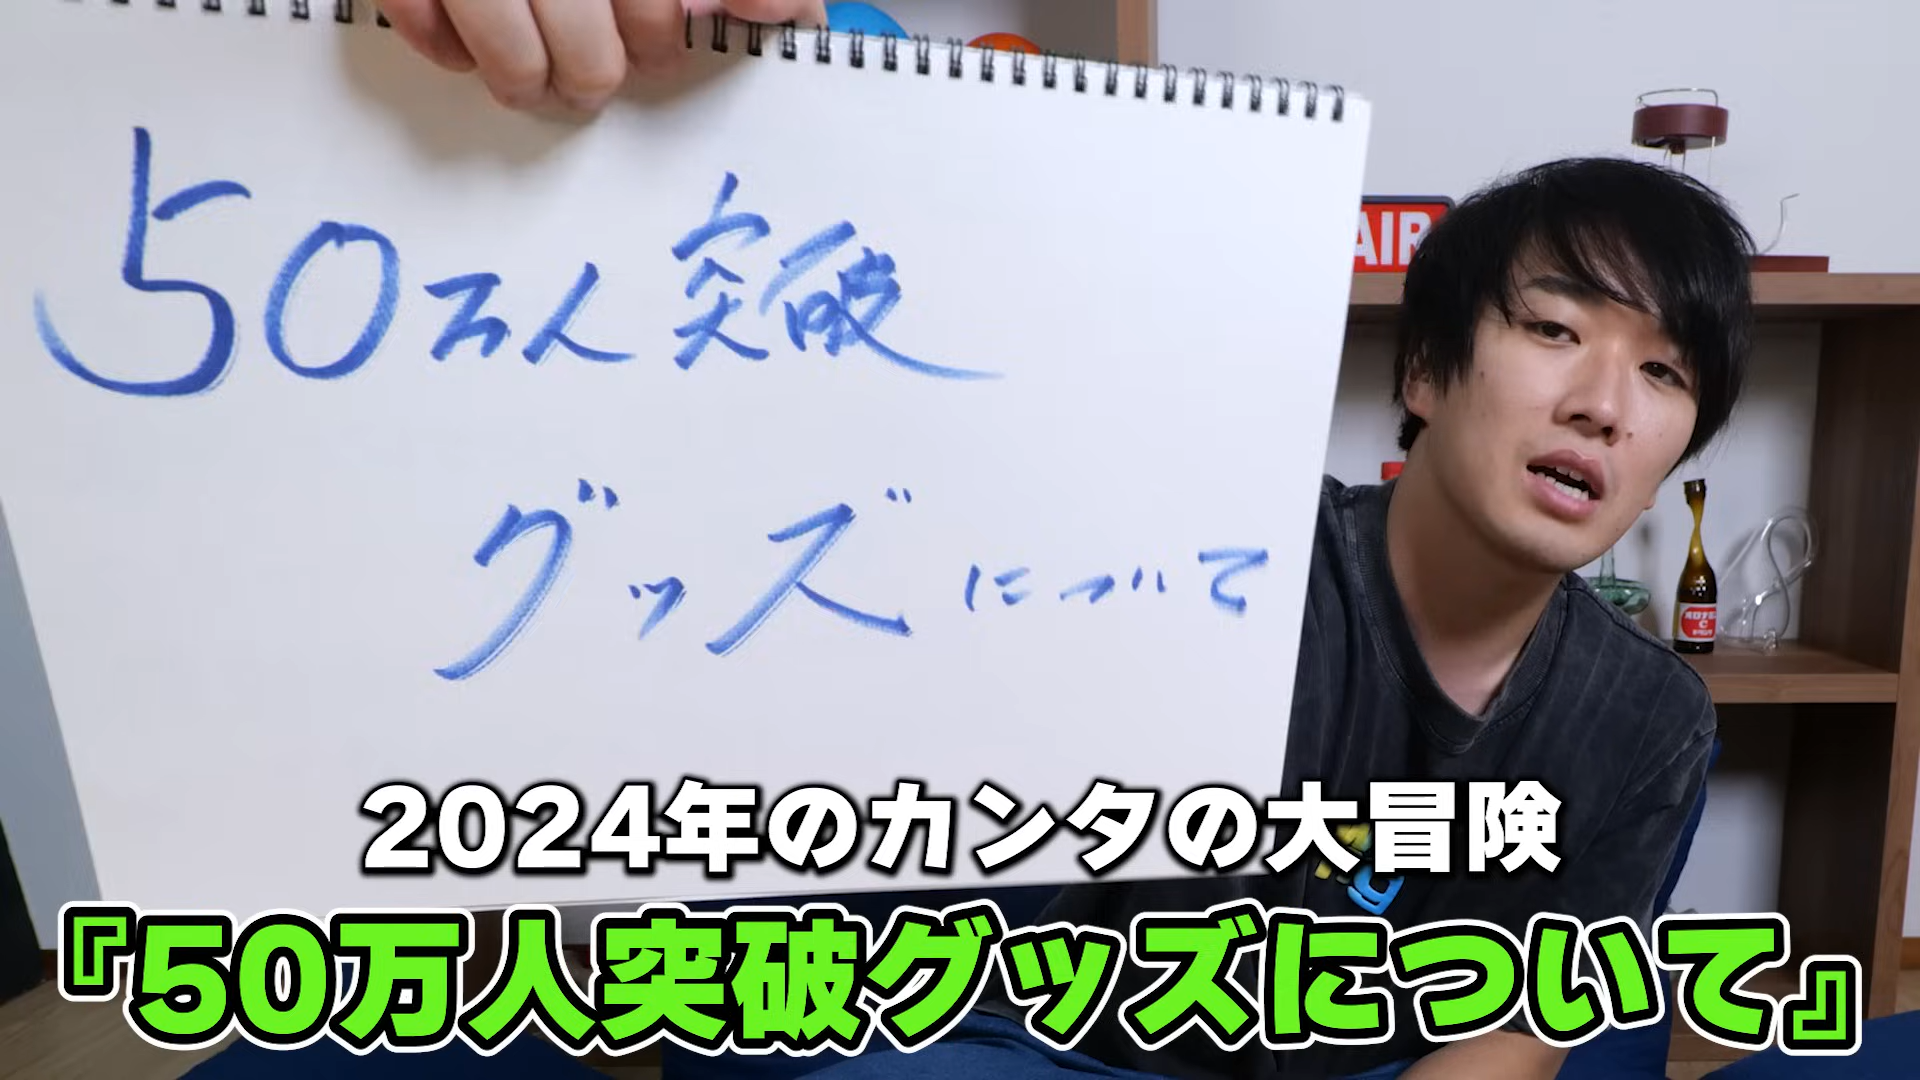 50万人突破
グッズについて
AIR
C
2024年のカンタの大冒険
『50万人突破グッズについて』